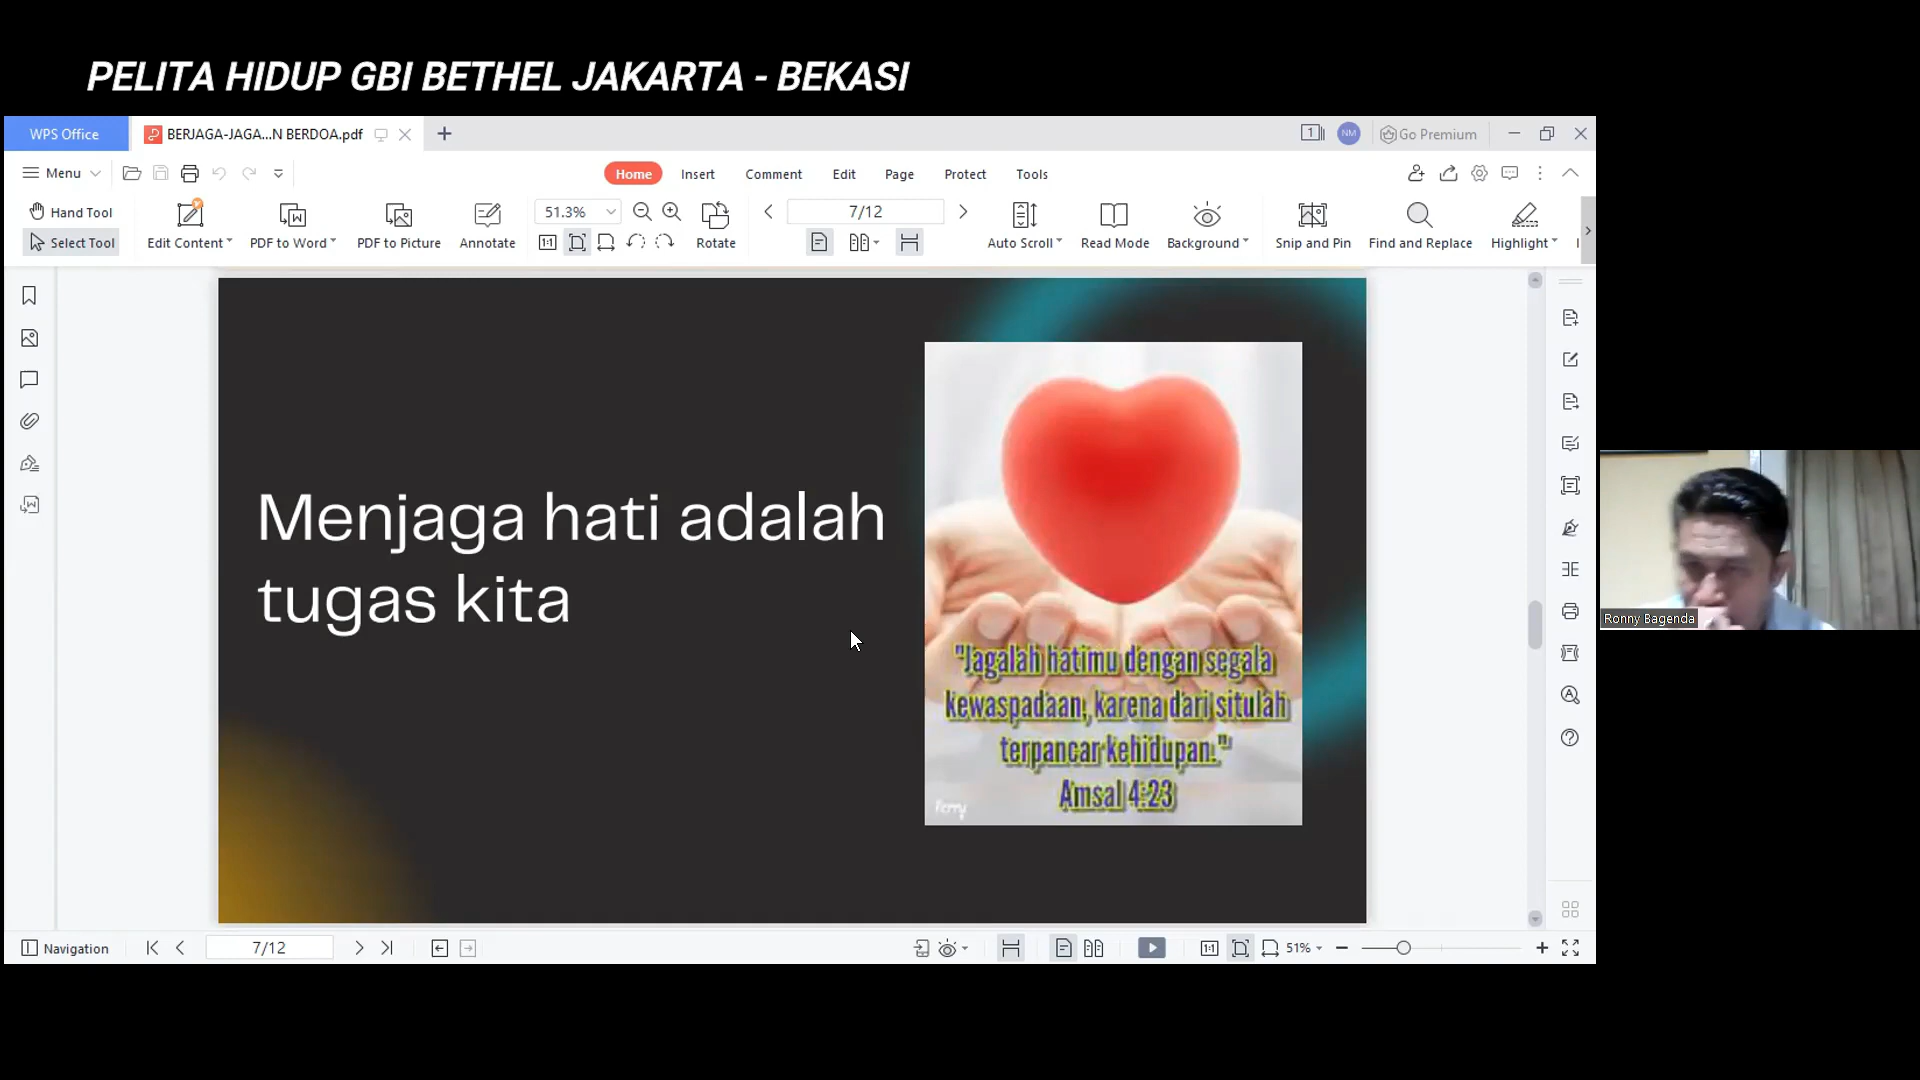 PELITA HIDUP GBI BETHEL JAKARTA - BEKASI
WPS Office
BERJAGA-JAGA...N BERDOA.pdf
1
NM
Go Premium
Menu
Home
Insert
Comment
Edit
Page
Protect
Tools
Hand Tool
Select Tool
Edit Content
PDF to Word
PDF to Picture
Annotate
51.3%
Rotate
7/12
Auto Scroll
Read Mode
Background
Snip and Pin
Find and Replace
Highlight
Menjaga hati adalah
tugas kita
"Jagalah hatimu dengan segala
kewaspadaan, karena dari situlah
terpancar kehidupan."
Amsal 4:23
Ronny Bagenda
Navigation
7/12
51%